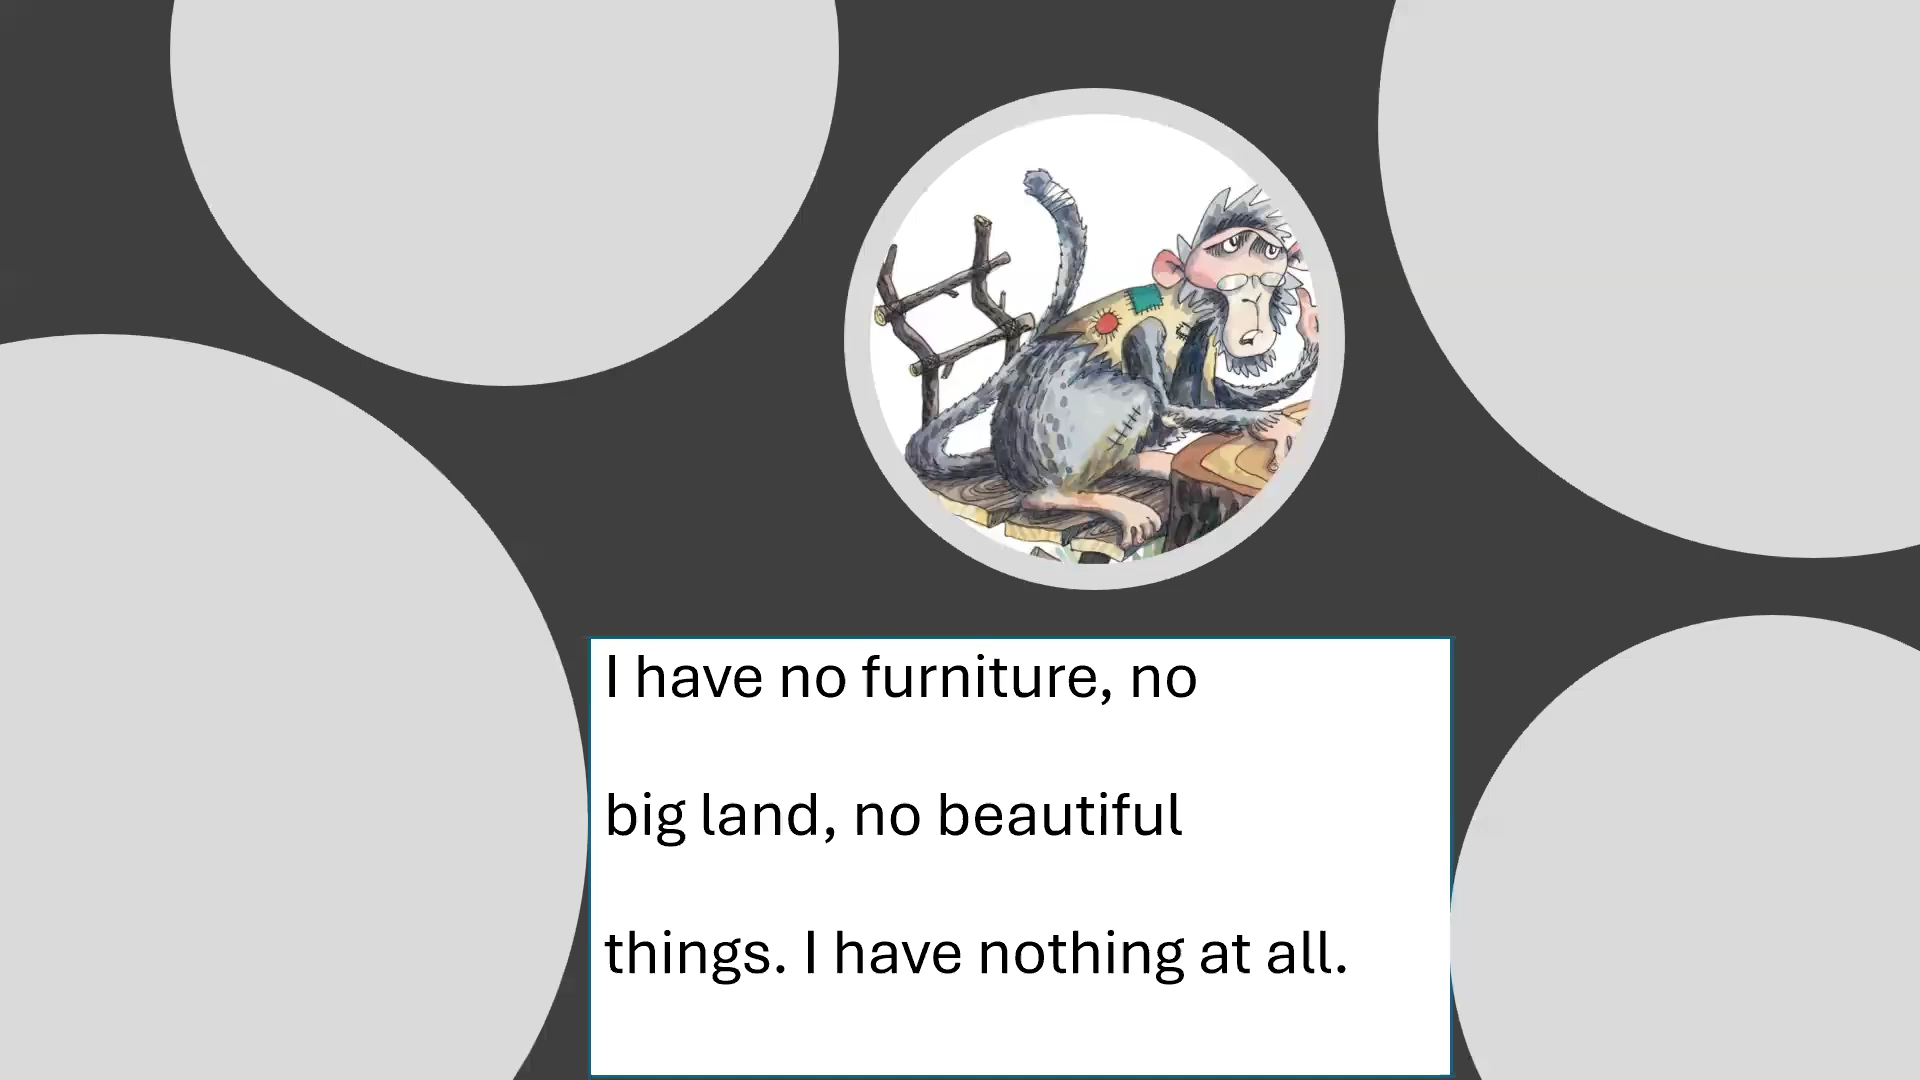 I have no furniture, no
big land, no beautiful
things. I have nothing at all.